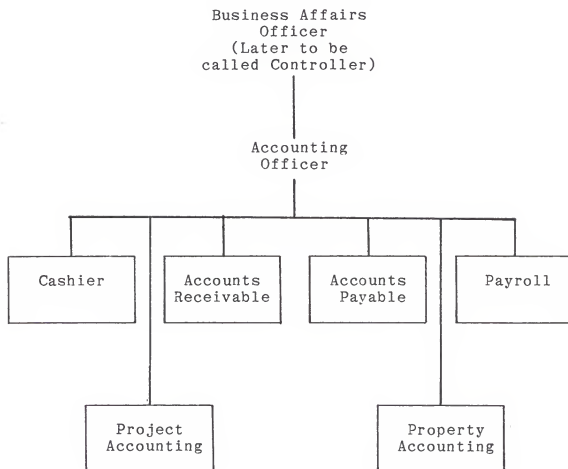 Business Affairs
Officer
(Later to be
called Controller)
Accounting
Officer
Cashier
Accounts
Receivable
Accounts
Payable
Payroll
Project
Accounting
Property
Accounting